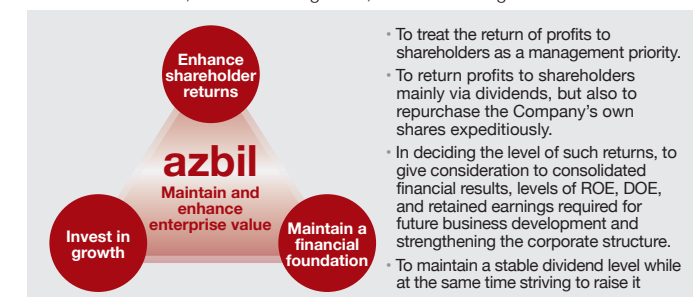 Enhance
shareholder
returns
azbil
Maintain and
enhance
enterprise value
Invest in
growth
Maintain a
financial
foundation
• To treat the return of profits to
shareholders as a management priority.
• To return profits to shareholders
mainly via dividends, but also to
repurchase the Company’s own
shares expeditiously.
• In deciding the level of such returns, to
give consideration to consolidated
financial results, levels of ROE, DOE,
and retained earnings required for
future business development and
strengthening the corporate structure.
• To maintain a stable dividend level while
at the same time striving to raise it